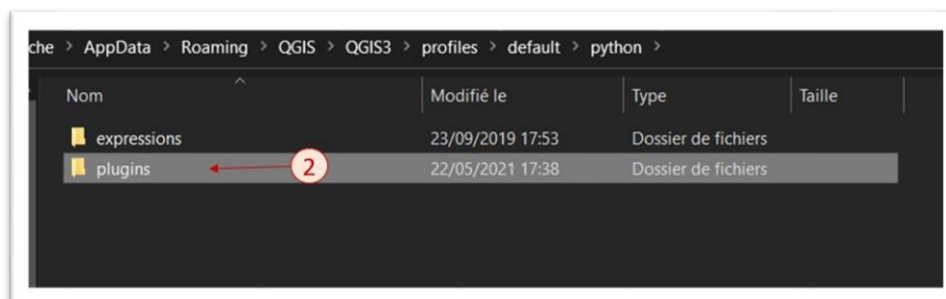 che > AppData > Roaming > QGIS > QGIS3 > profiles > default > python >
Nom Modifié le Type Taille
expressions 23/09/2019 17:53 Dossier de fichiers
plugins 2 22/05/2021 17:38 Dossier de fichiers